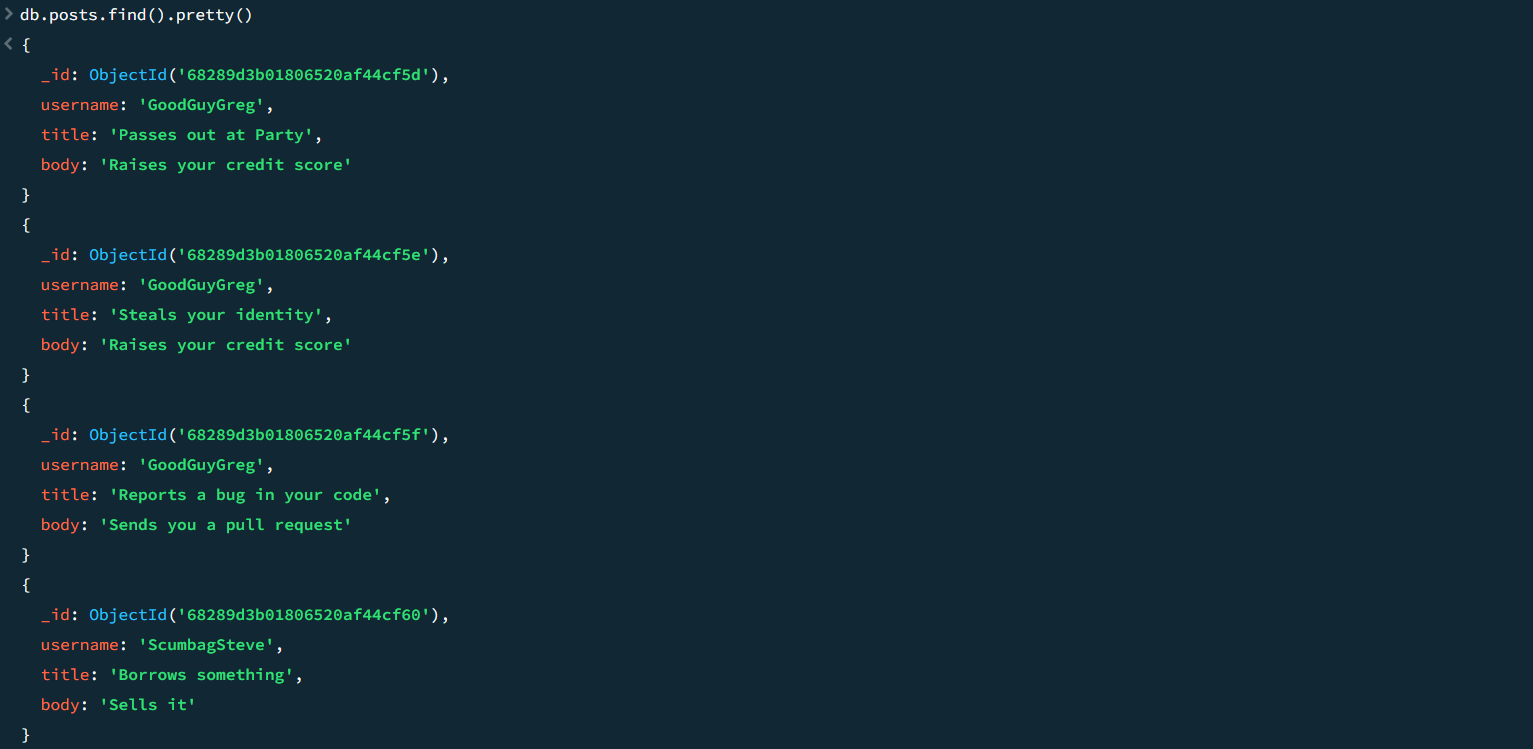 db.posts.find().pretty()
{
_id: ObjectId('68289d3b01806520af44cf5d'),
username: 'GoodGuyGreg',
title: 'Passes out at Party',
body: 'Raises your credit score'
}
{
_id: ObjectId('68289d3b01806520af44cf5e'),
username: 'GoodGuyGreg',
title: 'Steals your identity',
body: 'Raises your credit score'
}
{
_id: ObjectId('68289d3b01806520af44cf5f'),
username: 'GoodGuyGreg',
title: 'Reports a bug in your code',
body: 'Sends you a pull request'
}
{
_id: ObjectId('68289d3b01806520af44cf60'),
username: 'ScumbagSteve',
title: 'Borrows something',
body: 'Sells it'
}